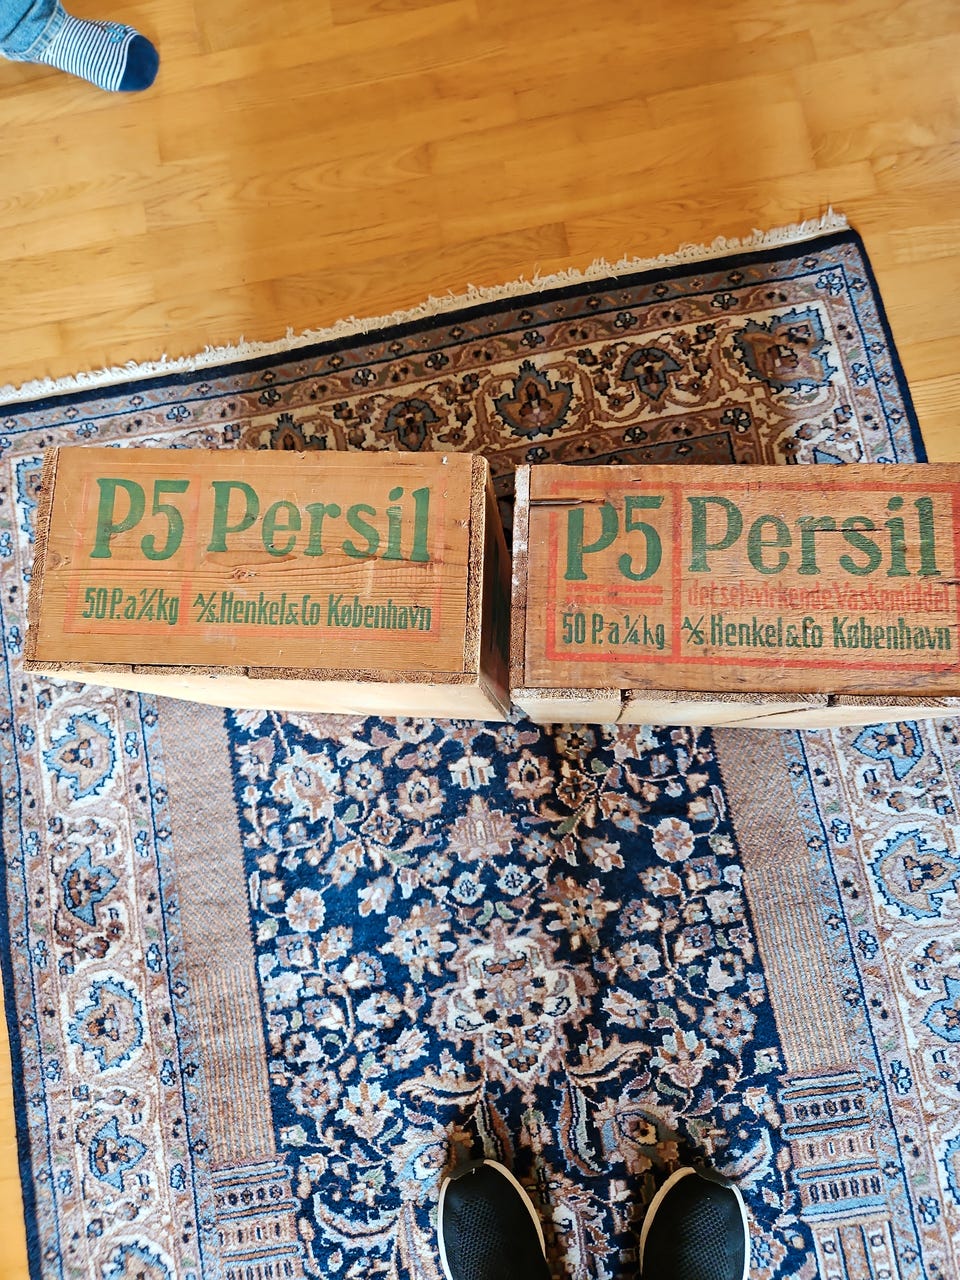 P5 Persil
50 P. a ¼ kg A/S. Henkel & Co København
P5 Persil
det selvvirkende Vaskemiddel
50 P. a ¼ kg A/S Henkel & Co København